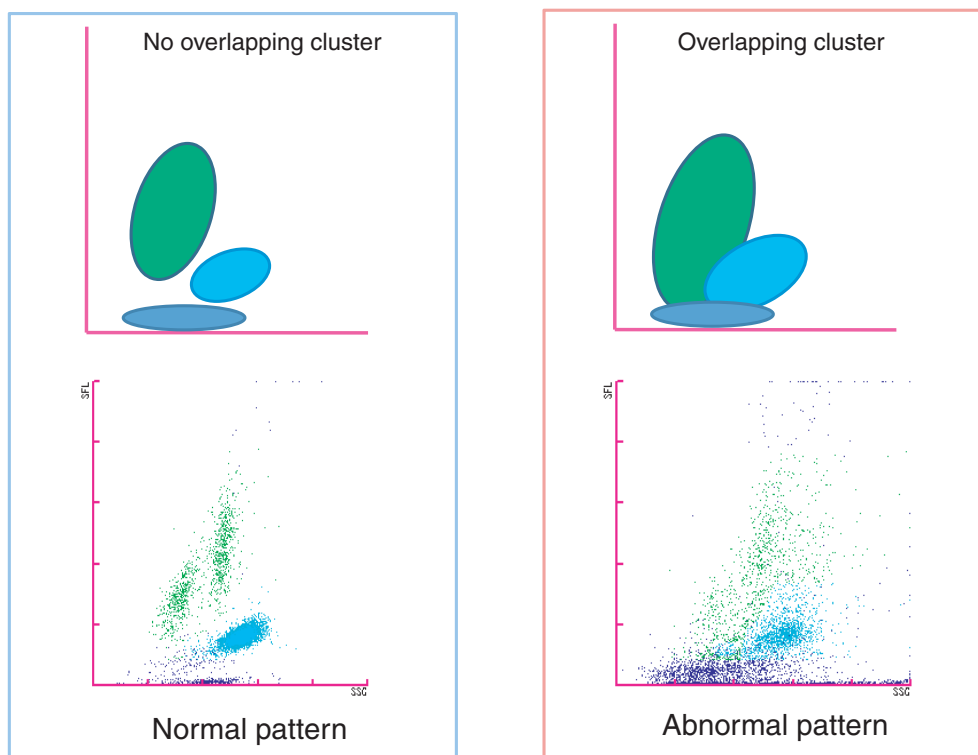 No overlapping cluster
SFL
SSC
Normal pattern
Overlapping cluster
SFL
SSC
Abnormal pattern